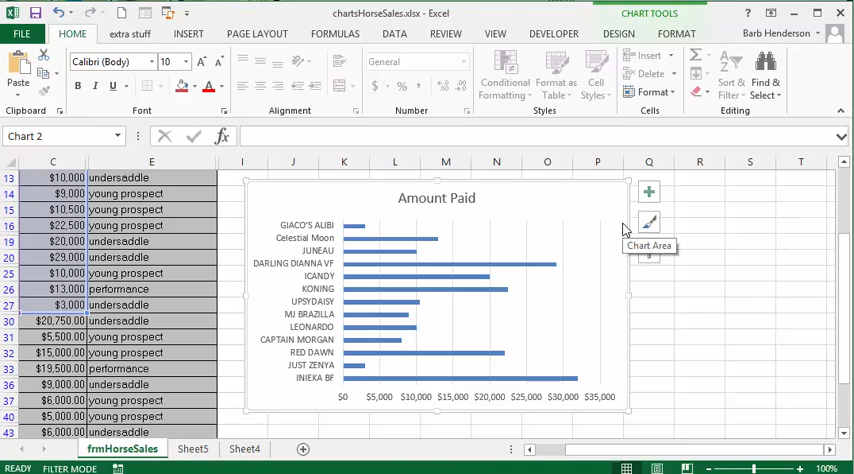 chartsHorseSales.xlsx - Excel
CHART TOOLS
FILE HOME extra stuff INSERT PAGE LAYOUT FORMULAS DATA REVIEW VIEW DEVELOPER DESIGN FORMAT Barb Henderson
Paste
Calibri (Body) 10
B I U
General
$ % ,
Conditional Formatting
Format as Table
Cell Styles
Insert
Delete
Format
Sort & Filter
Find & Select
Clipboard Font Alignment Number Styles Cells Editing
Chart 2 fx
C E I J K L M N O P Q R S T
13 $10,000 undersaddle
14 $9,000 young prospect
15 $10,500 young prospect
16 $22,500 young prospect
19 $20,000 undersaddle
20 $29,000 undersaddle
25 $10,000 young prospect
26 $13,000 performance
27 $3,000 undersaddle
30 $20,750.00 undersaddle
31 $5,500.00 young prospect
32 $15,000.00 young prospect
33 $19,500.00 performance
36 $9,000.00 undersaddle
37 $6,000.00 young prospect
40 $5,000.00 young prospect
43 $6,000.00 undersaddle
Amount Paid
GIACO'S ALIBI
Celestial Moon
JUNEAU
DARLING DIANNA VF
ICANDY
KONING
UPSYDAISY
MJ BRAZILLA
LEONARDO
CAPTAIN MORGAN
RED DAWN
JUST ZENYA
INIEKA BF
$0 $5,000 $10,000 $15,000 $20,000 $25,000 $30,000 $35,000
Chart Area
frmHorseSales Sheet5 Sheet4
READY FILTER MODE 100%